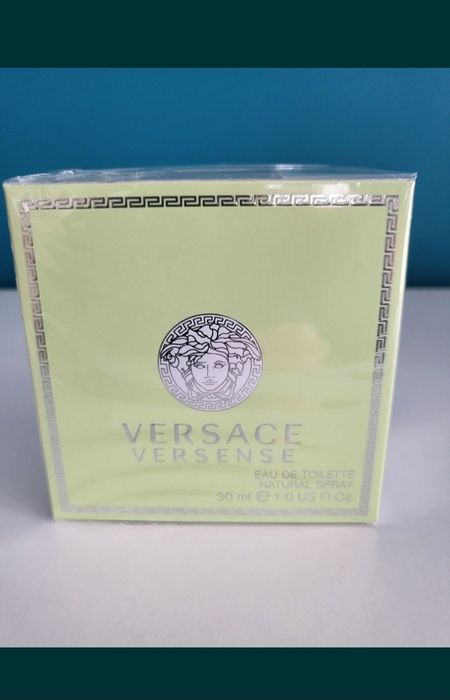 VERSACE
VERSENSE
EAU DE TOILETTE
NATURAL SPRAY
30 ml ℮ 1.0 US Fl.Oz